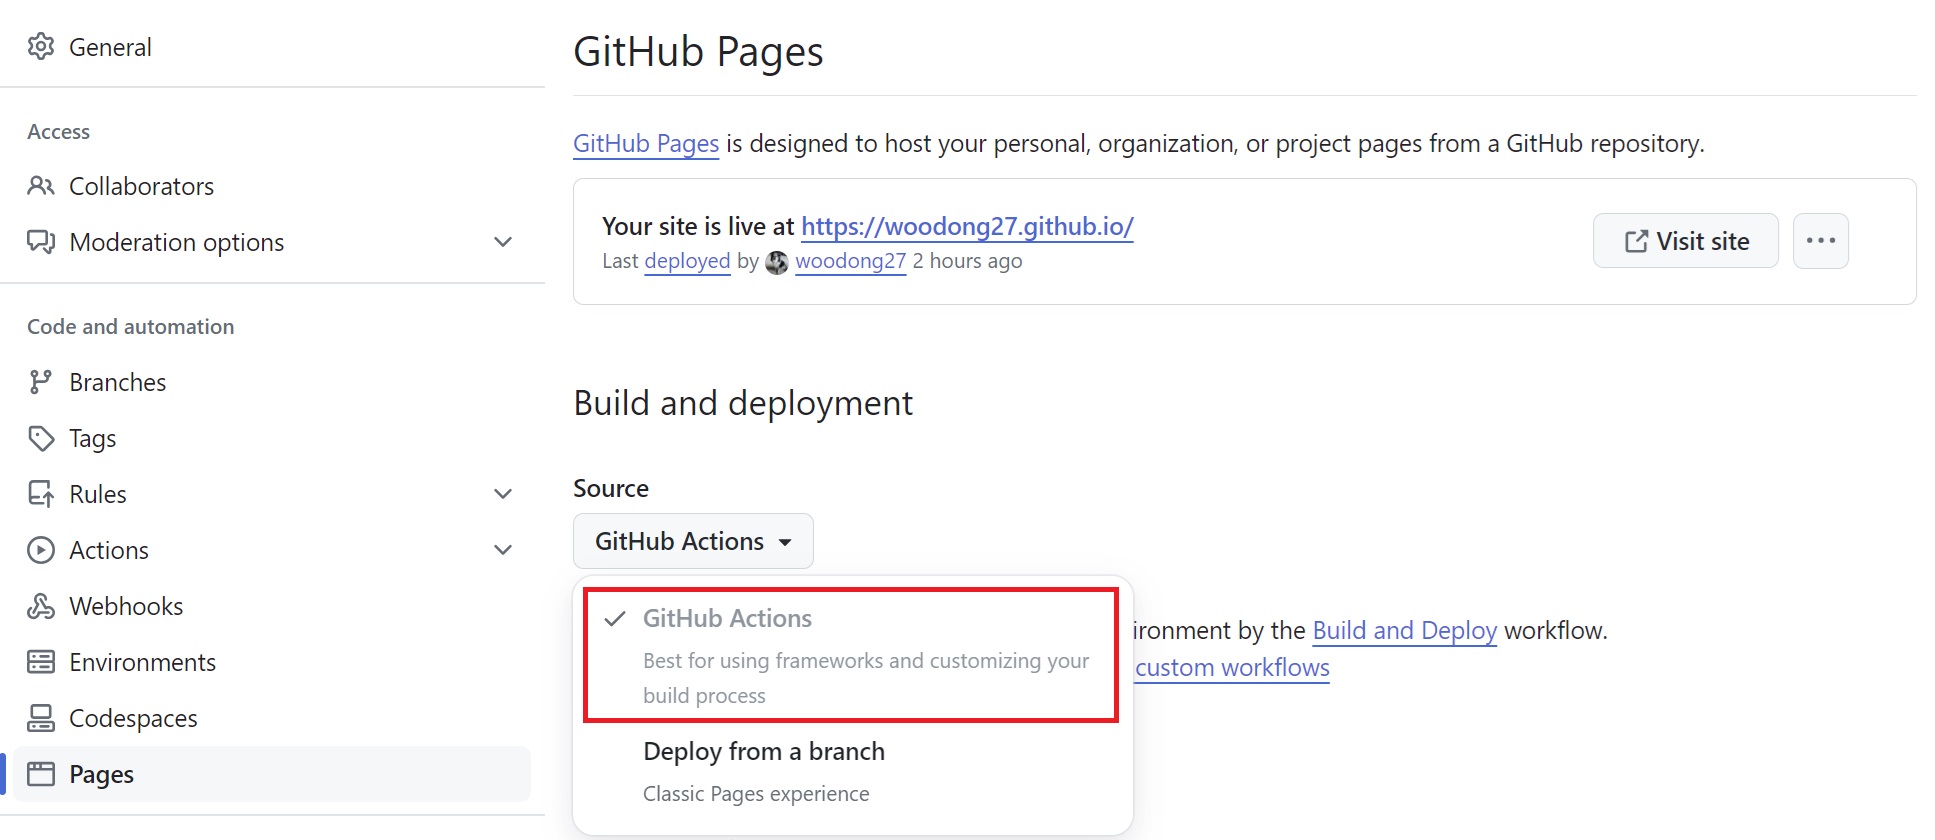 General
Access
Collaborators
Moderation options
Code and automation
Branches
Tags
Rules
Actions
Webhooks
Environments
Codespaces
Pages
GitHub Pages
GitHub Pages is designed to host your personal, organization, or project pages from a GitHub repository.
Your site is live at https://woodong27.github.io/
Last deployed by woodong27 2 hours ago
Visit site
Build and deployment
Source
GitHub Actions
GitHub Actions
Best for using frameworks and customizing your
build process
Deploy from a branch
Classic Pages experience
ironment by the Build and Deploy workflow.
custom workflows